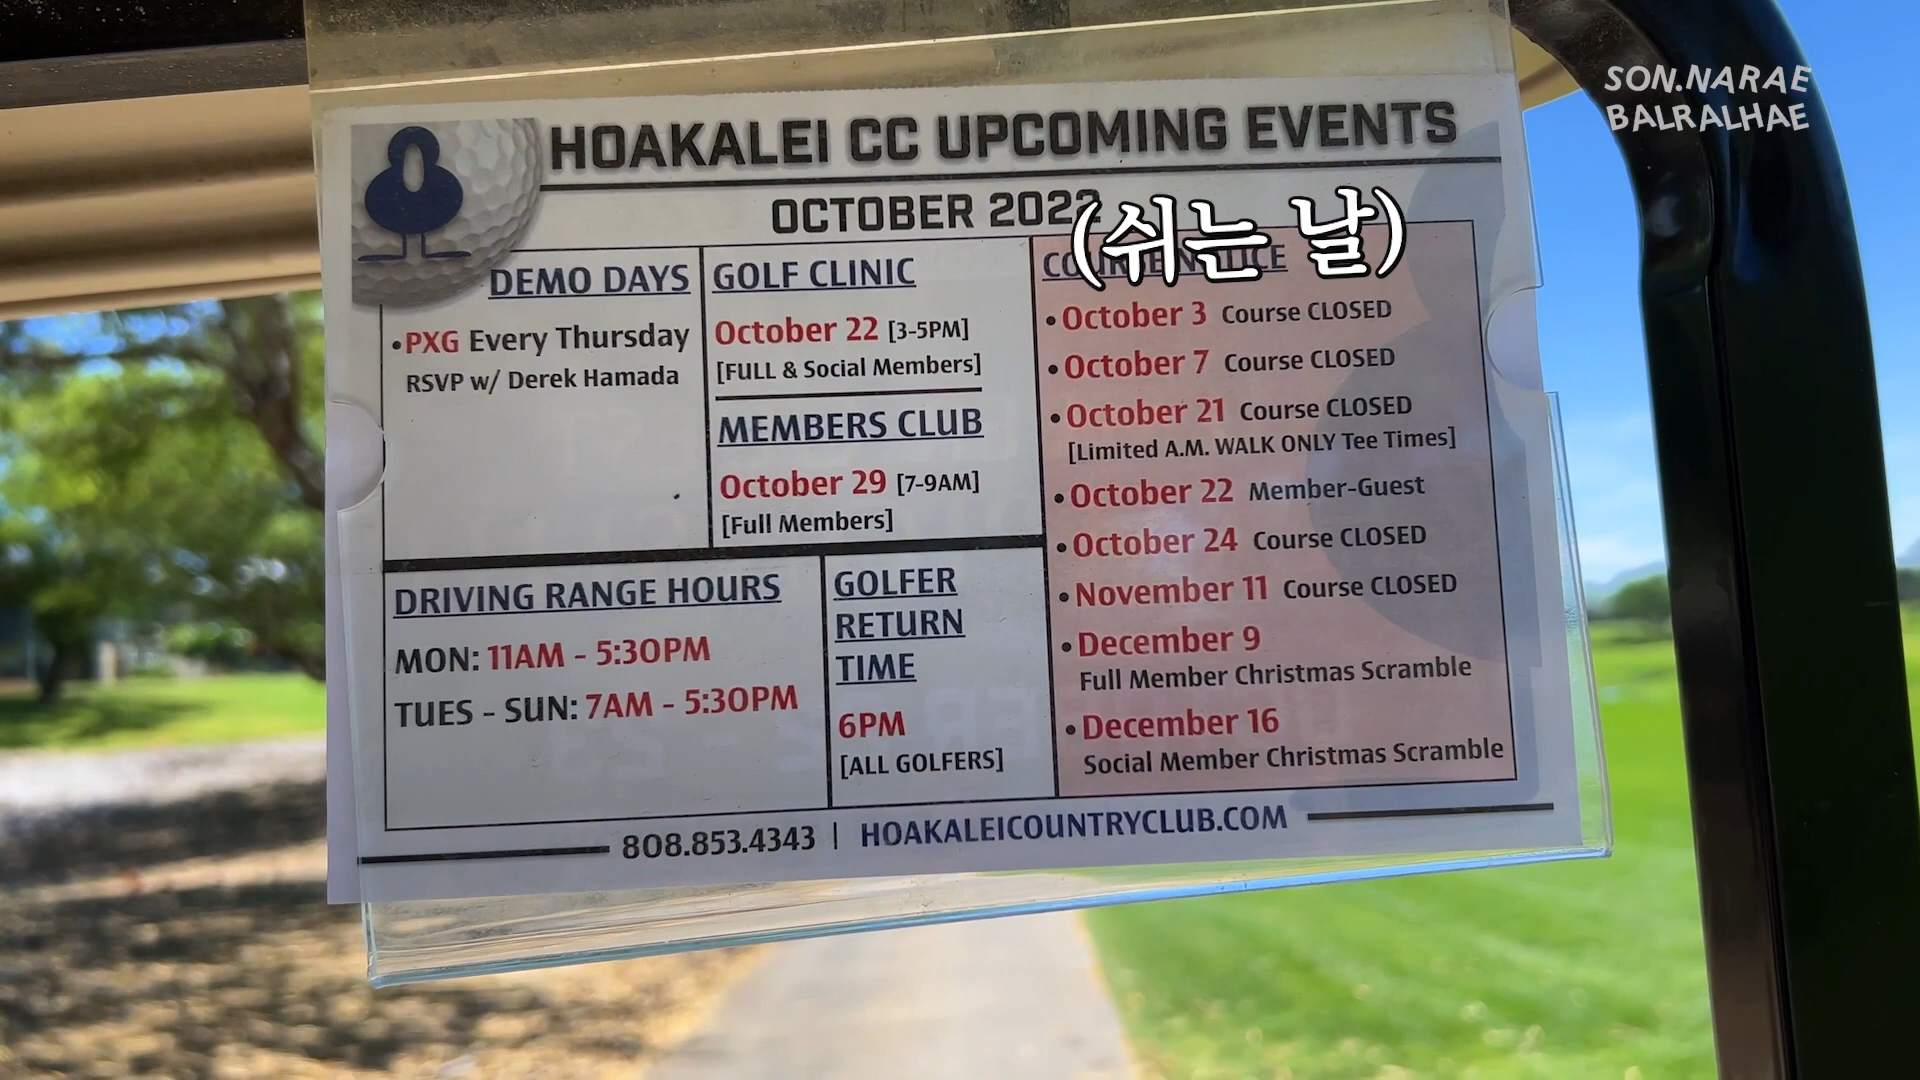 SON.NARAE
BALRALHAE
HOAKALEI CC UPCOMING EVENTS
OCTOBER 2022
(쉬는 날)
DEMO DAYS
•PXG Every Thursday
RSVP w/ Derek Hamada
GOLF CLINIC
October 22 [3-5PM]
[FULL & Social Members]
MEMBERS CLUB
October 29 [7-9AM]
[Full Members]
COURSE NOTICE
•October 3 Course CLOSED
•October 7 Course CLOSED
•October 21 Course CLOSED
[Limited A.M. WALK ONLY Tee Times]
•October 22 Member-Guest
•October 24 Course CLOSED
•November 11 Course CLOSED
•December 9
Full Member Christmas Scramble
•December 16
Social Member Christmas Scramble
DRIVING RANGE HOURS
MON: 11AM - 5:30PM
TUES - SUN: 7AM - 5:30PM
GOLFER
RETURN
TIME
6PM
[ALL GOLFERS]
808.853.4343 | HOAKALEICOUNTRYCLUB.COM